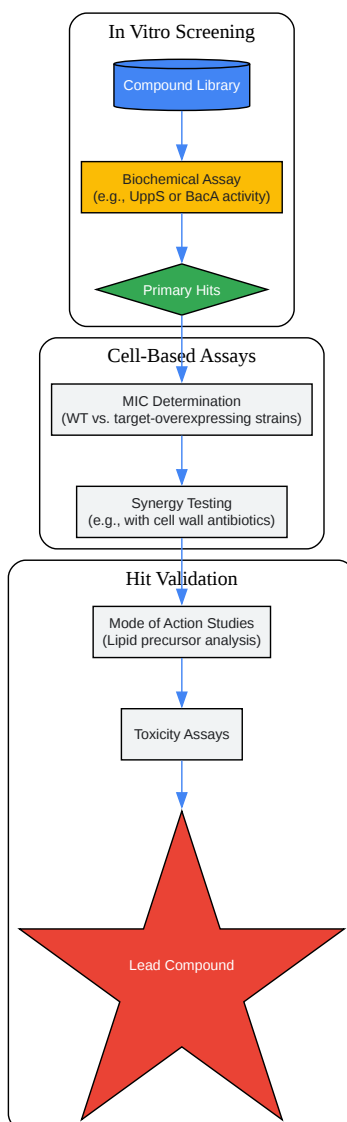 In Vitro Screening
Compound Library
Biochemical Assay
(e.g., UppS or BacA activity)
Primary Hits
Cell-Based Assays
MIC Determination
(WT vs. target-overexpressing strains)
Synergy Testing
(e.g., with cell wall antibiotics)
Hit Validation
Mode of Action Studies
(Lipid precursor analysis)
Toxicity Assays
Lead Compound